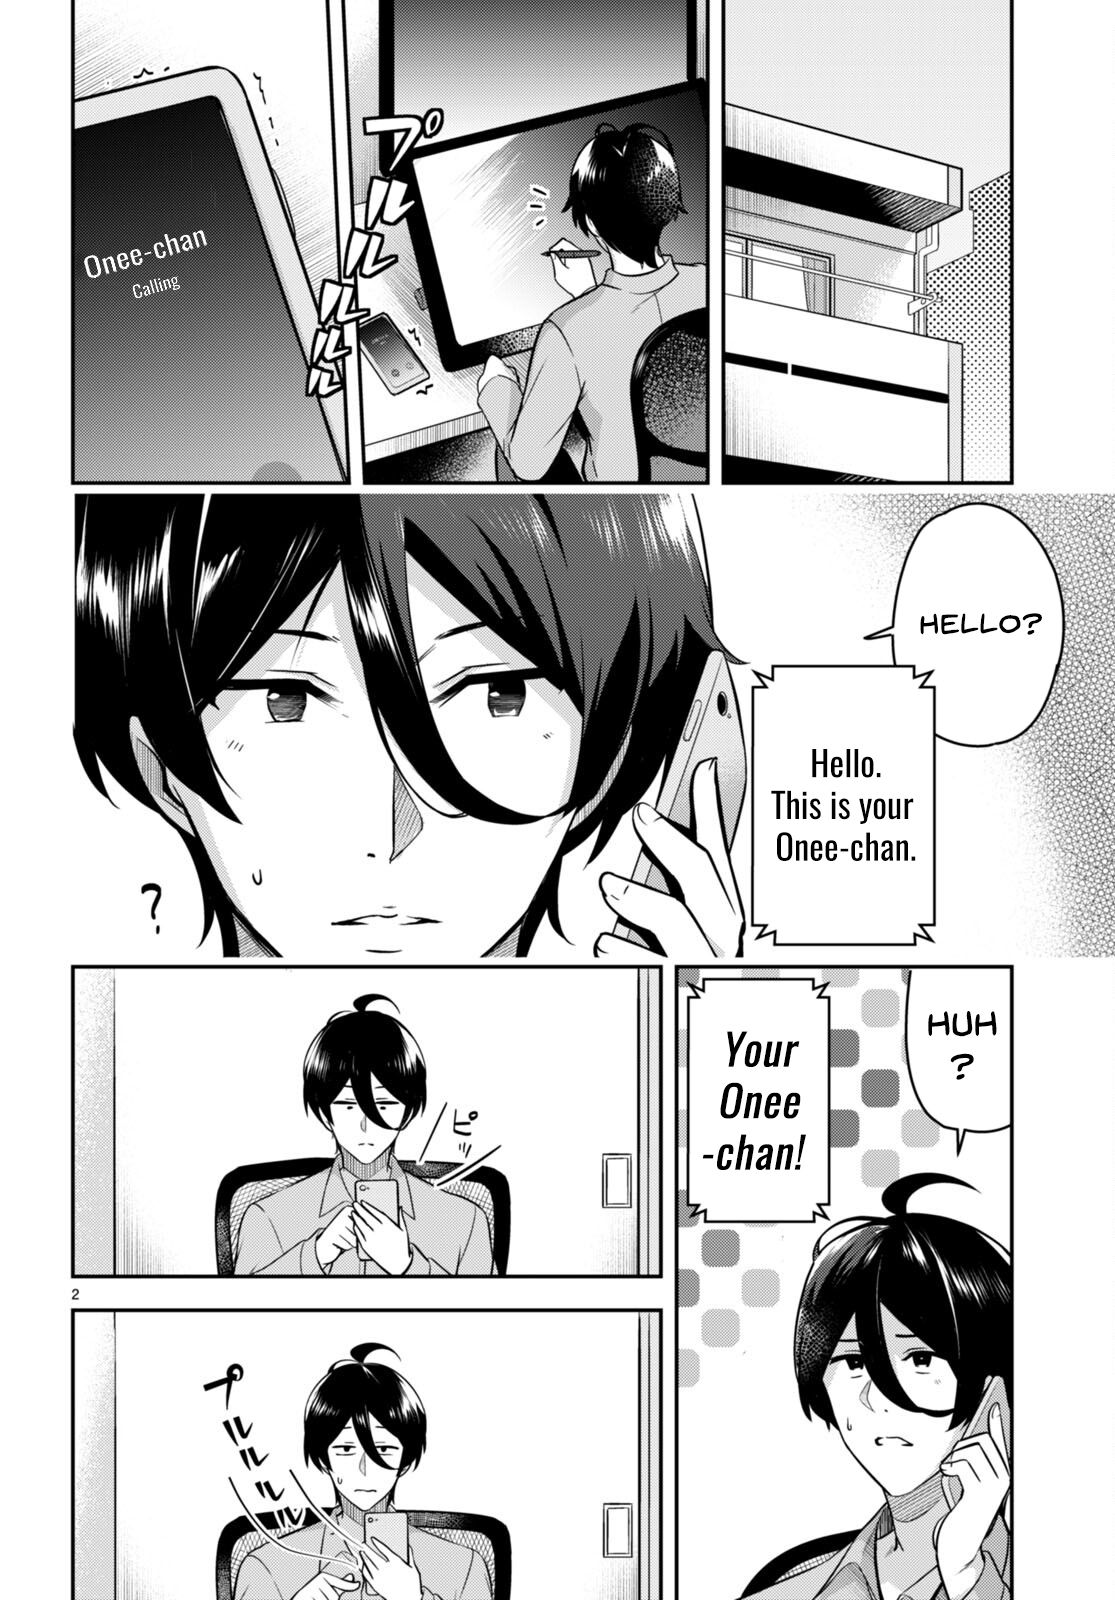 プルルルルル
Onee-chan
Calling
HELLO?
Hello.
This is your
Onee-chan.
?
HUH
?
Your
Onee
-chan!
ピッ
2
プルルルルル